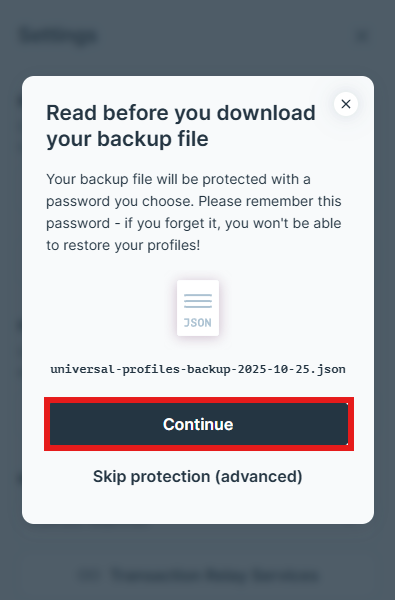 Settings
Read before you download
your backup file
Your backup file will be protected with a
password you choose. Please remember this
password - if you forget it, you won't be able
to restore your profiles!
JSON
universal-profiles-backup-2025-10-25.json
Continue
Skip protection (advanced)
Transaction Relay Services